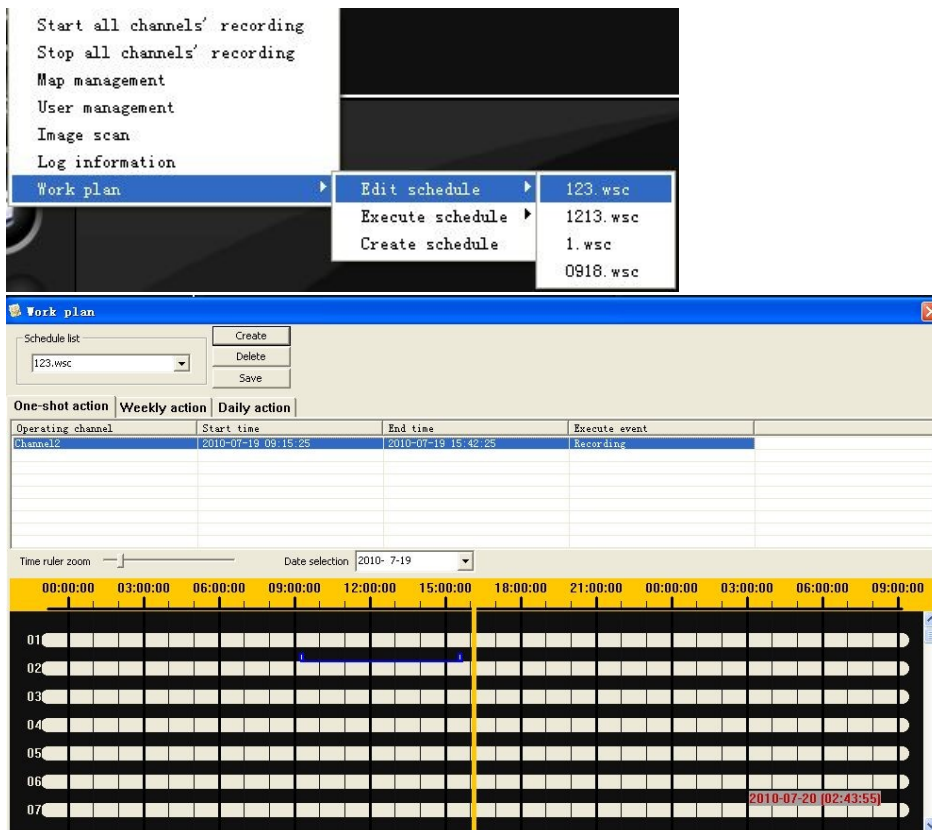 Start all channels' recording
Stop all channels' recording
Map management
User management
Image scan
Log information
Work plan
Edit schedule
Execute schedule
Create schedule
123.wsc
1213.wsc
1.wsc
0918.wsc
Work plan
Schedule list
123.wsc
Create
Delete
Save
One-shot action Weekly action Daily action
Operating channel Start time End time Execute event
Channel2 2010-07-19 09:15:25 2010-07-19 15:42:25 Recording
Time ruler zoom Date selection 2010- 7-19
00:00:00 03:00:00 06:00:00 09:00:00 12:00:00 15:00:00 18:00:00 21:00:00 00:00:00 03:00:00 06:00:00 09:00:00
01
02
03
04
05
06
2010-07-20 (02:43:55)
07